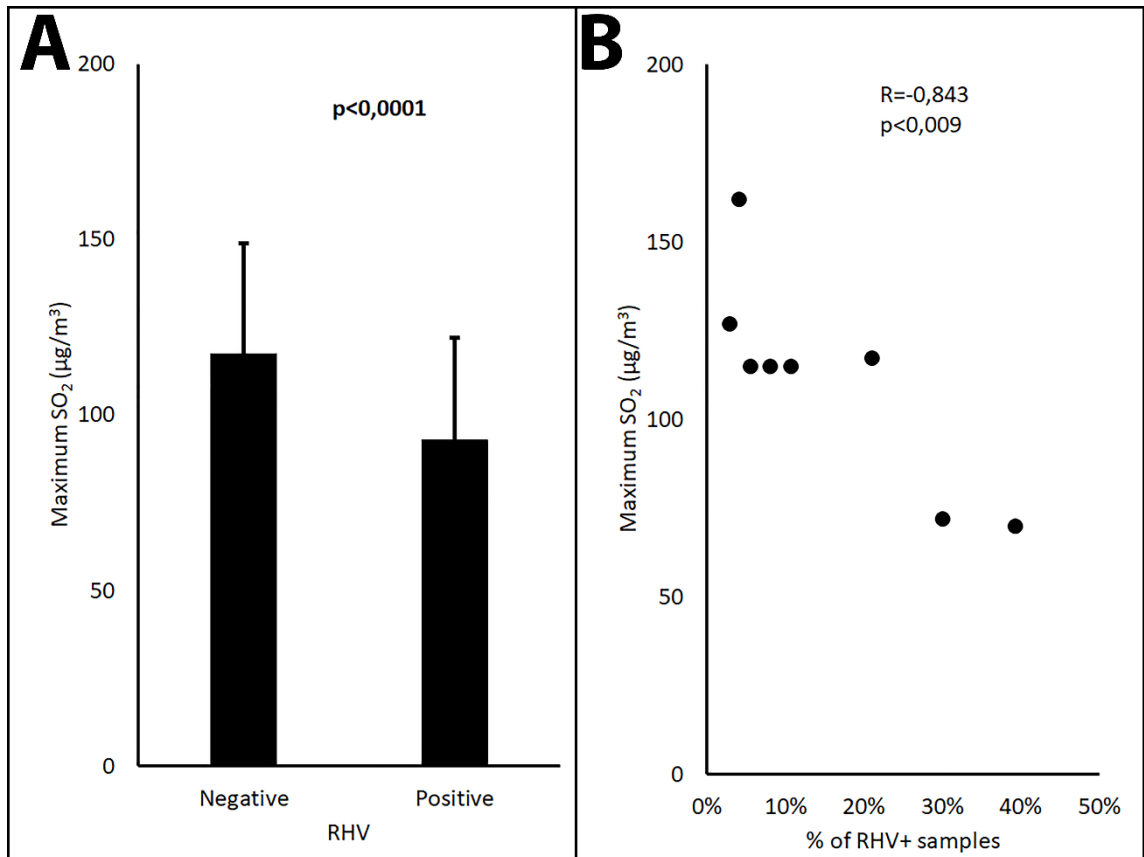 A
200
150
100
50
0
Maximum SO₂ (µg/m³)
p<0,0001
Negative Positive
RHV
B
200
150
100
50
0
Maximum SO₂ (µg/m³)
R=-0,843
p<0,009
0% 10% 20% 30% 40% 50%
% of RHV+ samples